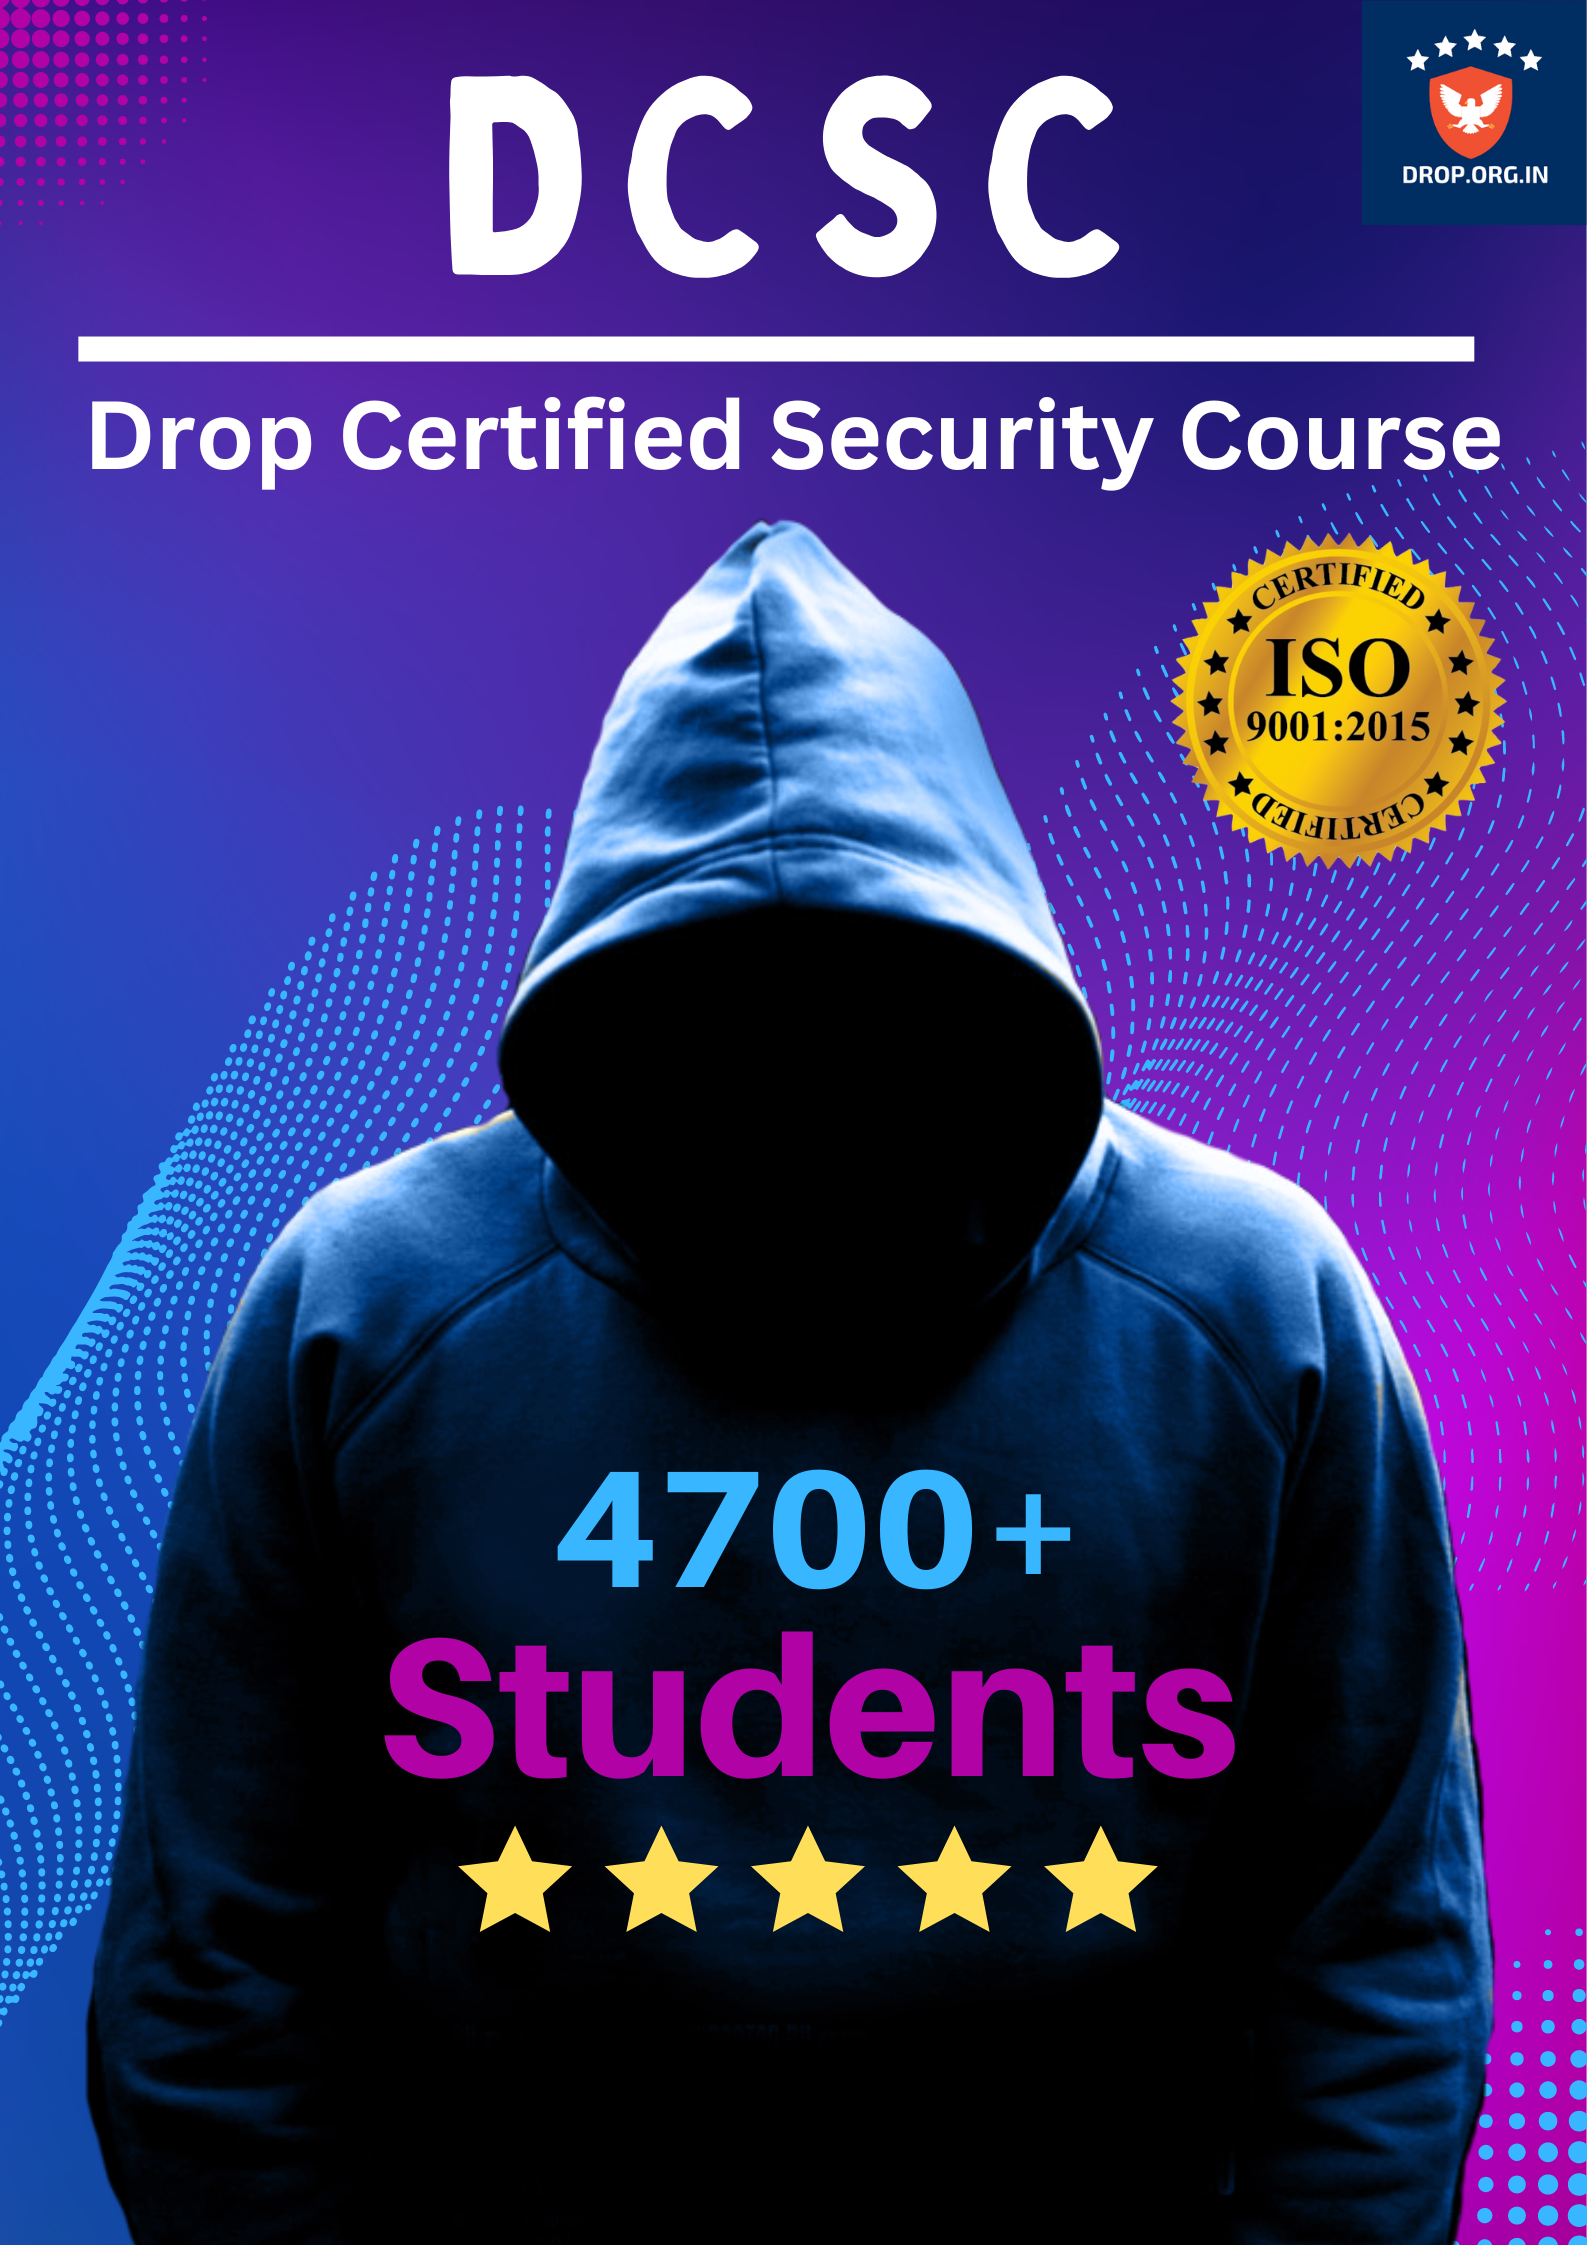 DCSC
DROP.ORG.IN
Drop Certified Security Course
CERTIFIED
ISO
9001:2015
CERTIFIED
4700+
Students